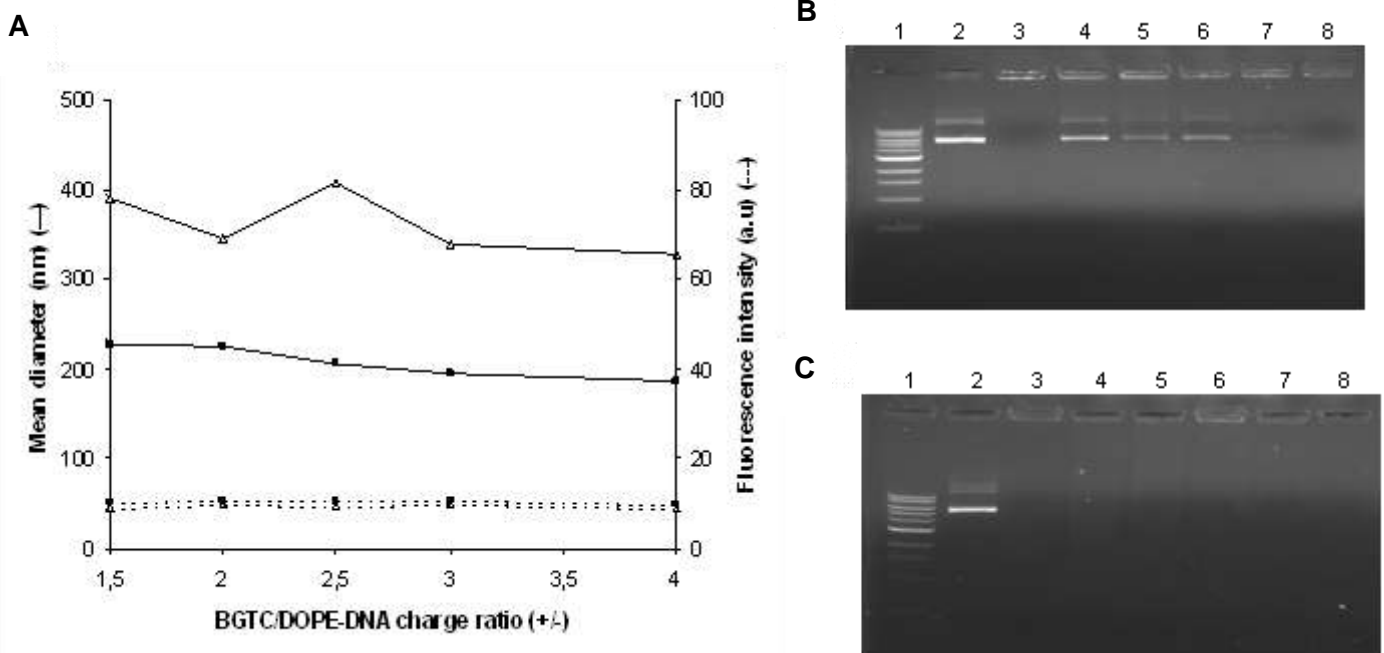 A
500
400
300
200
100
0
Mean diameter (nm) (—)
100
80
60
40
20
0
Fluorescence intensity (a.u) (---)
1,5 2 2,5 3 3,5 4
BGTC/DOPE-DNA charge ratio (+/-)
B
1 2 3 4 5 6 7 8
C
1 2 3 4 5 6 7 8